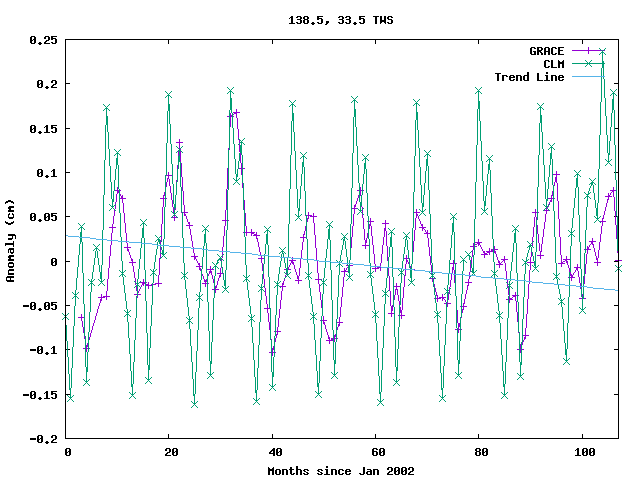 138.5, 33.5 TWS
0.25
0.2
0.15
0.1
0.05
0
-0.05
-0.1
-0.15
-0.2
Anomaly (cm)
GRACE
CLM
Trend Line
0 20 40 60 80 100
Months since Jan 2002